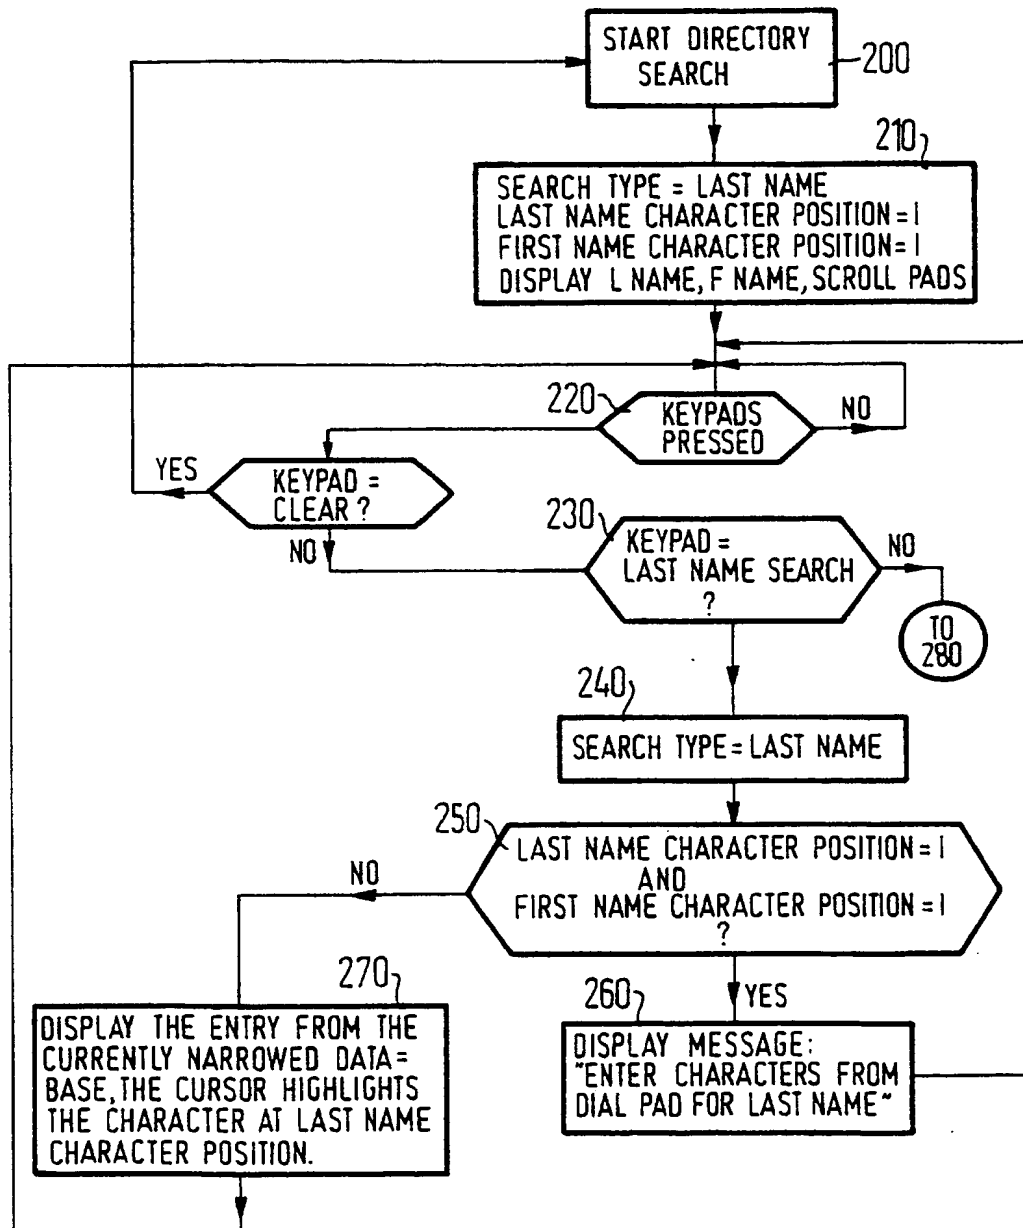 START DIRECTORY
SEARCH
200
210
SEARCH TYPE = LAST NAME
LAST NAME CHARACTER POSITION = 1
FIRST NAME CHARACTER POSITION = 1
DISPLAY L NAME, F NAME, SCROLL PADS
220
KEYPADS
PRESSED
NO
YES
KEYPAD =
CLEAR ?
NO
230
KEYPAD =
LAST NAME SEARCH
?
NO
TO
280
240
SEARCH TYPE = LAST NAME
250
LAST NAME CHARACTER POSITION = 1
AND
FIRST NAME CHARACTER POSITION = 1
?
NO
YES
270
DISPLAY THE ENTRY FROM THE
CURRENTLY NARROWED DATA=
BASE, THE CURSOR HIGHLIGHTS
THE CHARACTER AT LAST NAME
CHARACTER POSITION.
260
DISPLAY MESSAGE:
"ENTER CHARACTERS FROM
DIAL PAD FOR LAST NAME"